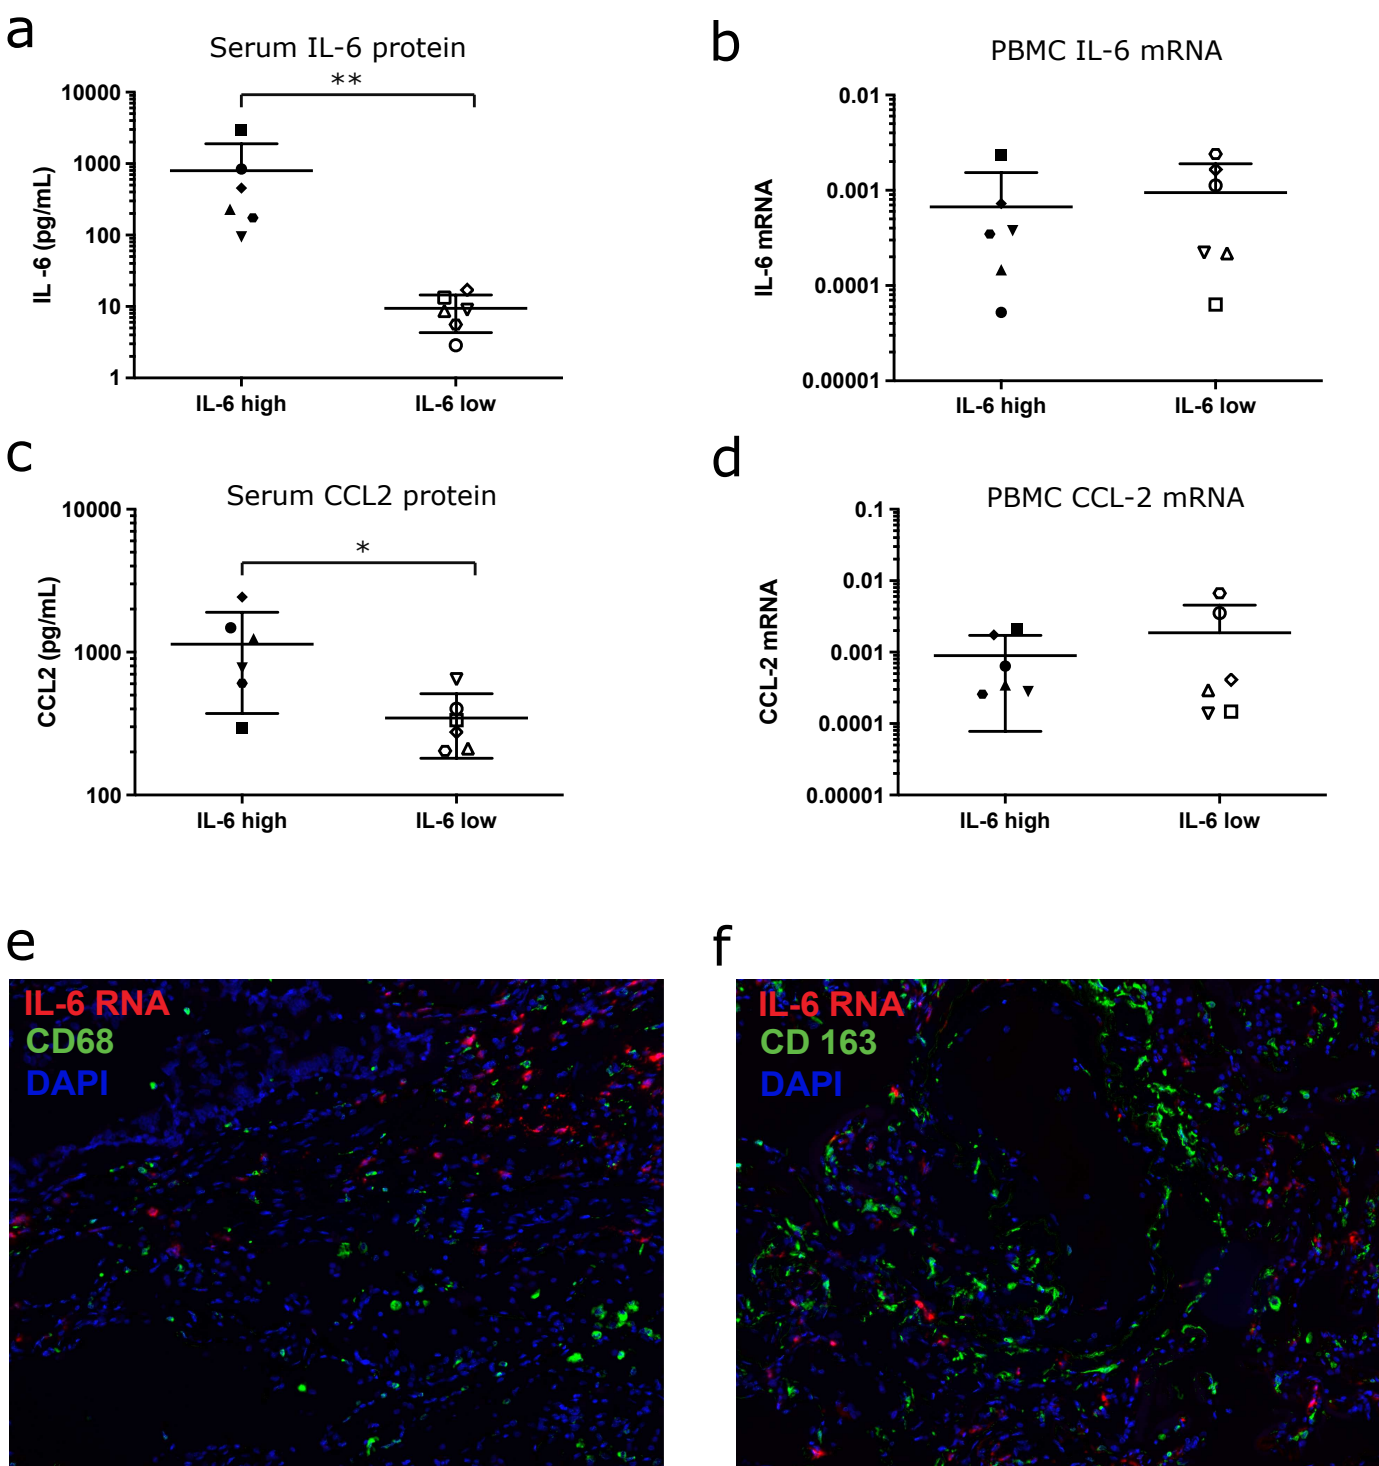 a
Serum IL-6 protein
**
IL -6 (pg/mL)
10000
1000
100
10
1
IL-6 high
IL-6 low
b
PBMC IL-6 mRNA
IL-6 mRNA
0.01
0.001
0.0001
0.00001
IL-6 high
IL-6 low
c
Serum CCL2 protein
*
CCL2 (pg/mL)
10000
1000
100
IL-6 high
IL-6 low
d
PBMC CCL-2 mRNA
CCL-2 mRNA
0.1
0.01
0.001
0.0001
0.00001
IL-6 high
IL-6 low
e
IL-6 RNA
CD68
DAPI
f
IL-6 RNA
CD 163
DAPI